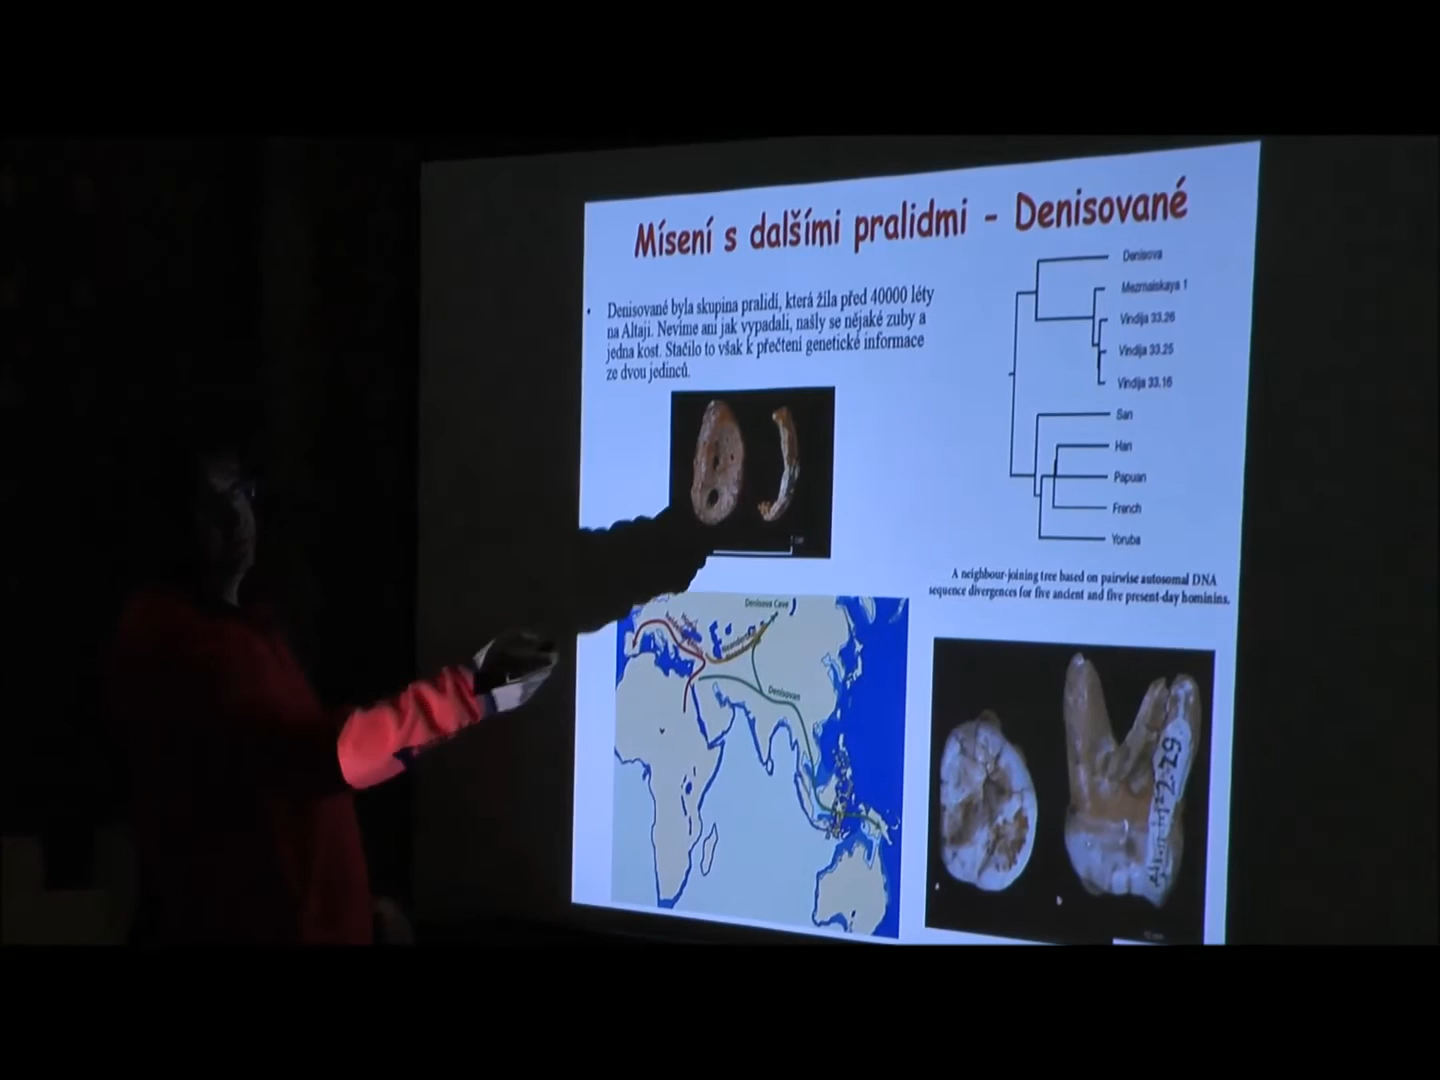 Mísení s dalšími pralidmi - Denisované
• Denisované byla skupina pralidí, která žila před 40000 léty
na Altaji. Nevíme ani jak vypadali, našly se nějaké zuby a
jedna kost. Stačilo to však k přečtení genetické informace
ze dvou jedinců.
Denisova
Mezmaiskaya 1
Vindija 33.26
Vindija 33.25
Vindija 33.16
San
Han
Papuan
French
Yoruba
A neighbour-joining tree based on pairwise autosomal DNA
sequence divergences for five ancient and five present-day hominins.
1 cm
Denisova Cave
Denisovan